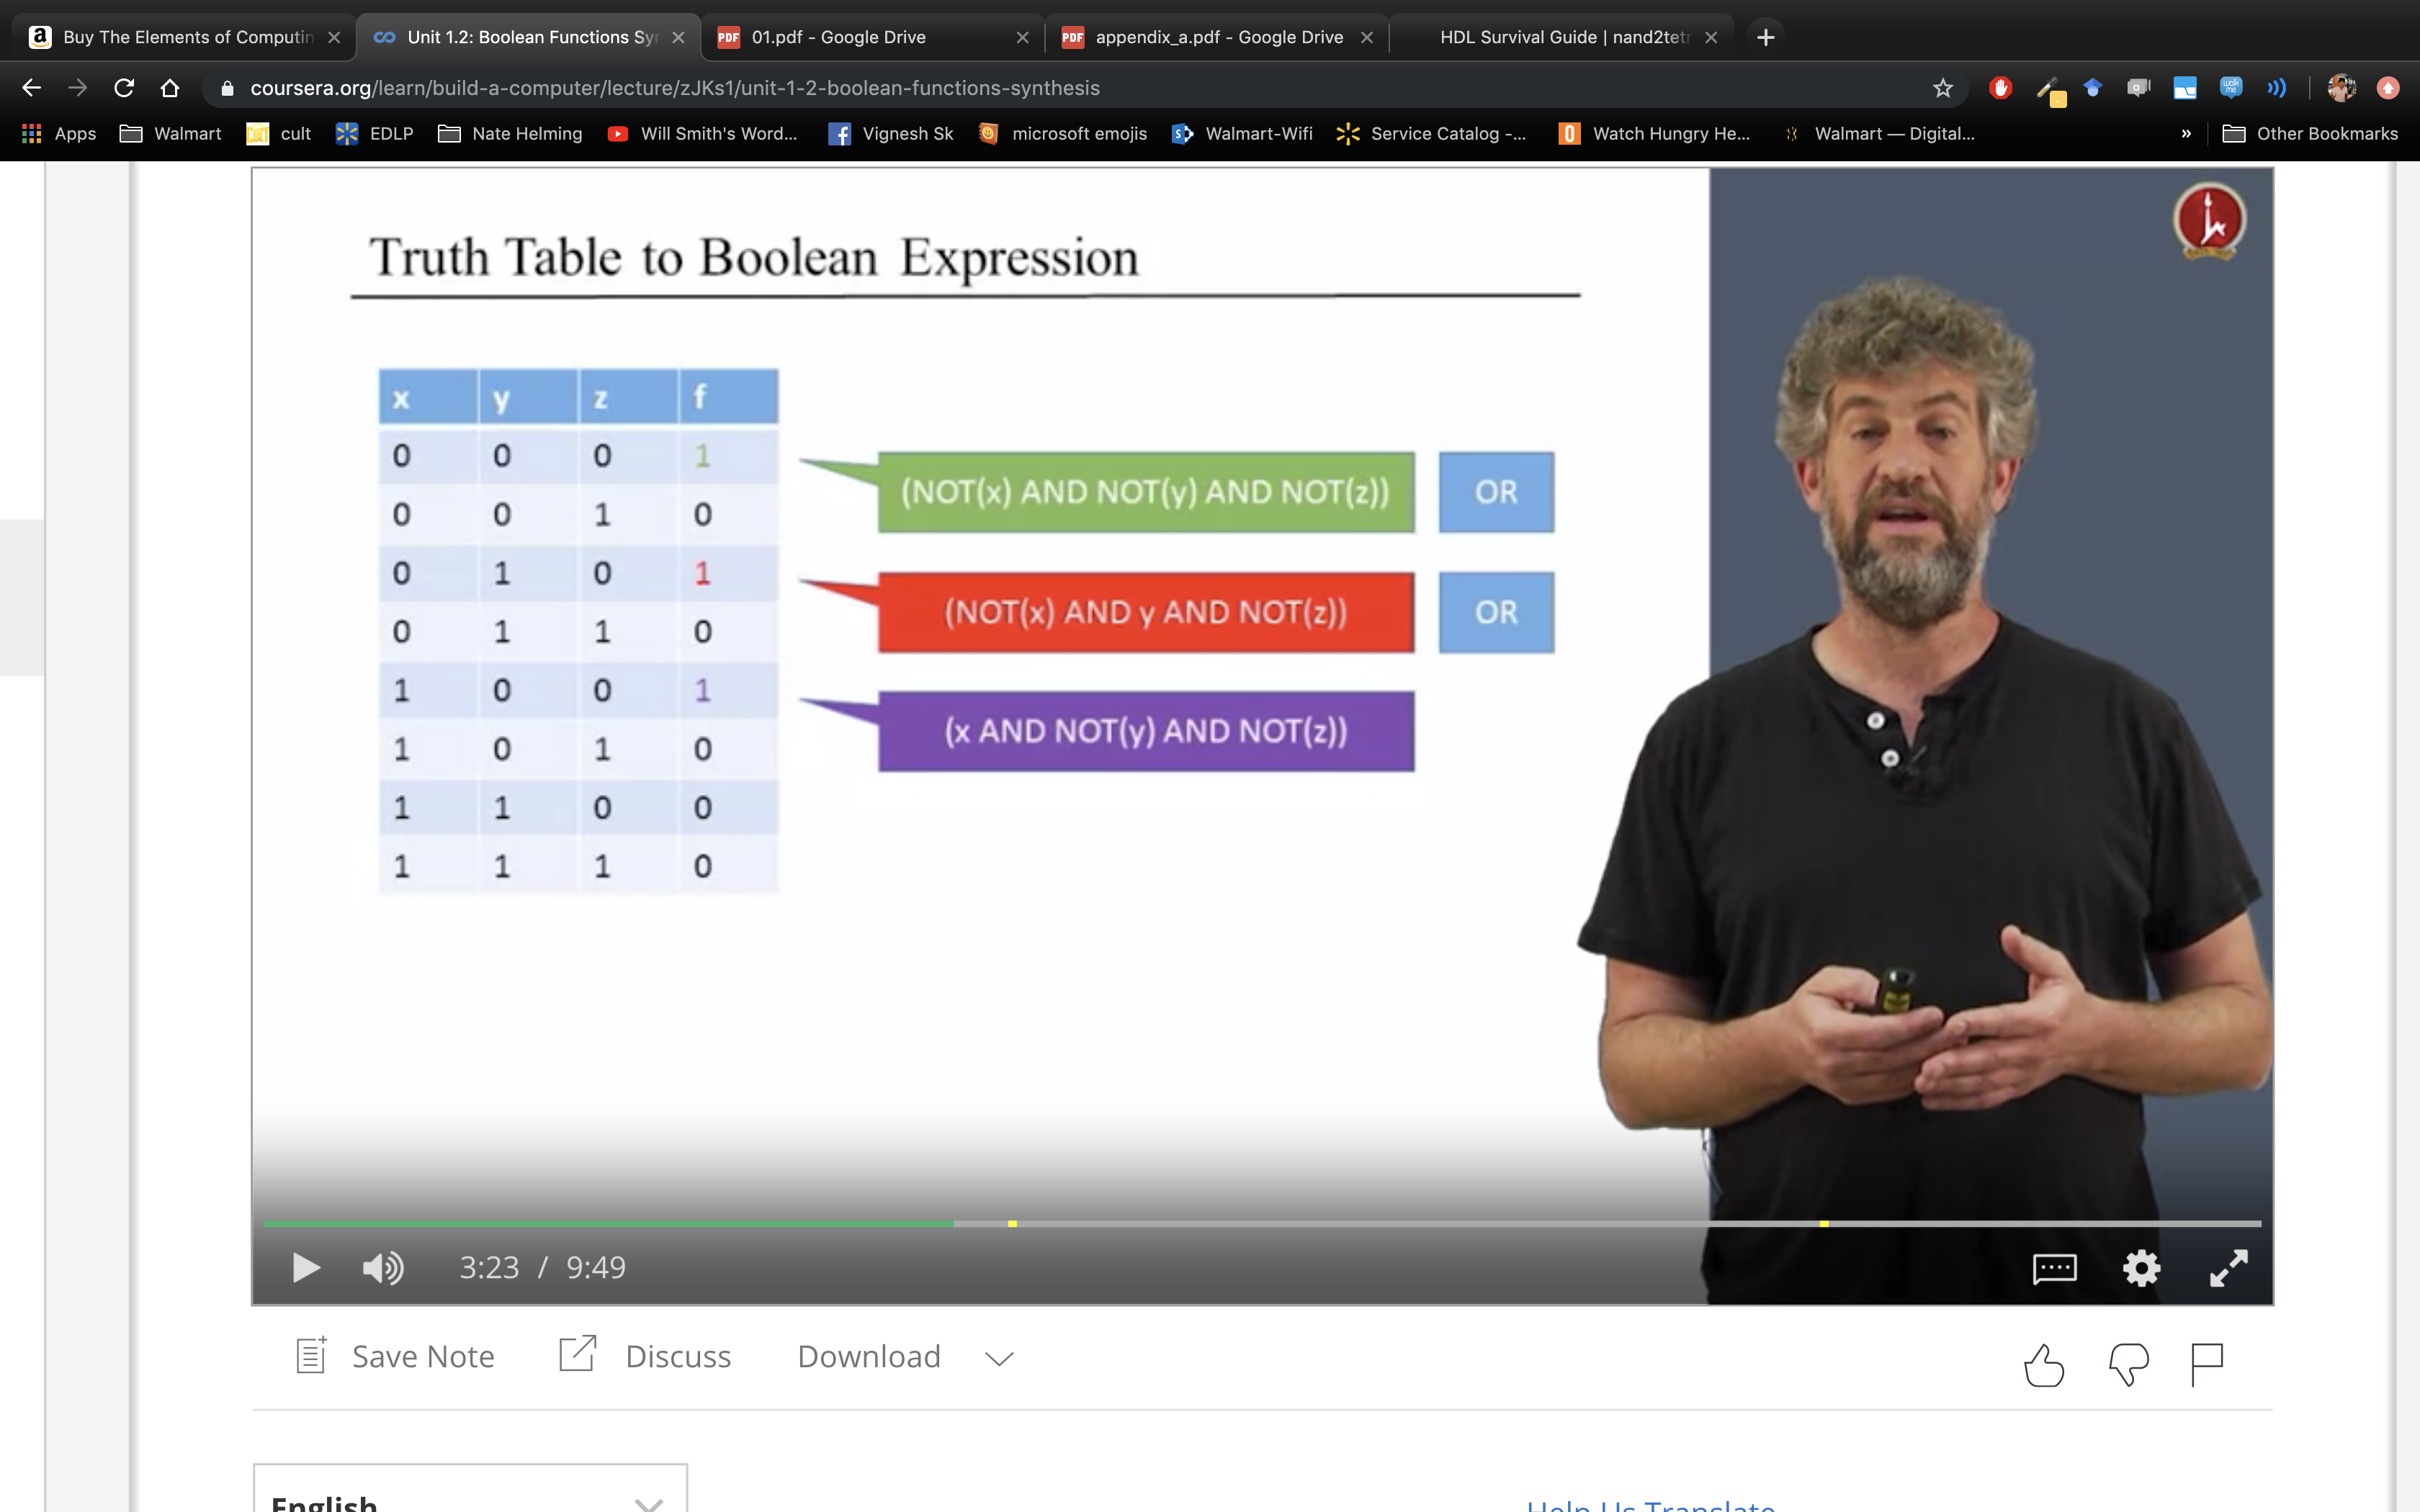 Buy The Elements of Computin
Unit 1.2: Boolean Functions Syn
PDF 01.pdf - Google Drive
PDF appendix_a.pdf - Google Drive
HDL Survival Guide | nand2tetr
coursera.org/learn/build-a-computer/lecture/zJKs1/unit-1-2-boolean-functions-synthesis
Apps Walmart cult EDLP Nate Helming Will Smith's Word... Vignesh Sk microsoft emojis Walmart-Wifi Service Catalog -... Watch Hungry He... Walmart — Digital... » Other Bookmarks
Truth Table to Boolean Expression
x y z f
0 0 0 1
(NOT(x) AND NOT(y) AND NOT(z)) OR
0 0 1 0
0 1 0 1
(NOT(x) AND y AND NOT(z)) OR
0 1 1 0
1 0 0 1
(x AND NOT(y) AND NOT(z))
1 0 1 0
1 1 0 0
1 1 1 0
3:23 / 9:49
Save Note Discuss Download
English
Help Us Translate